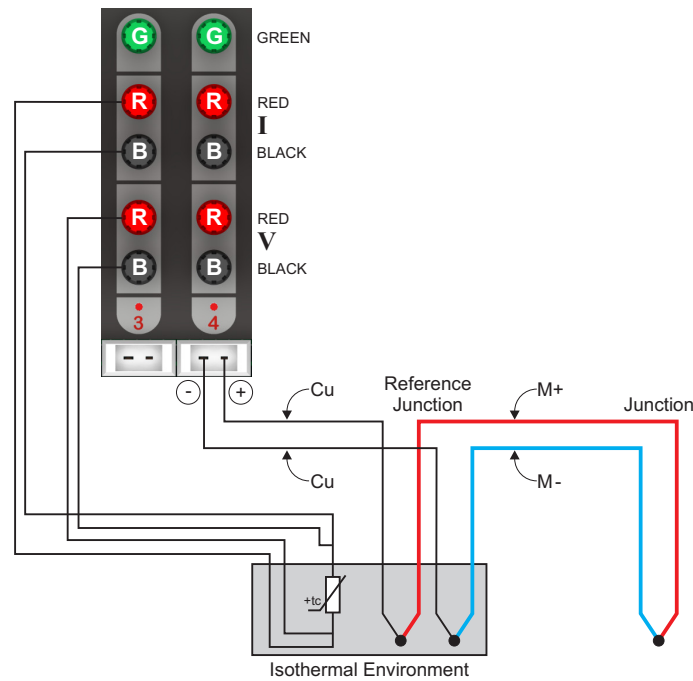 G G GREEN
R R RED
I
B B BLACK
R R RED
V
B B BLACK
3 4
- +
Cu
Reference
Junction
M+
Junction
Cu
M-
+tc
Isothermal Environment